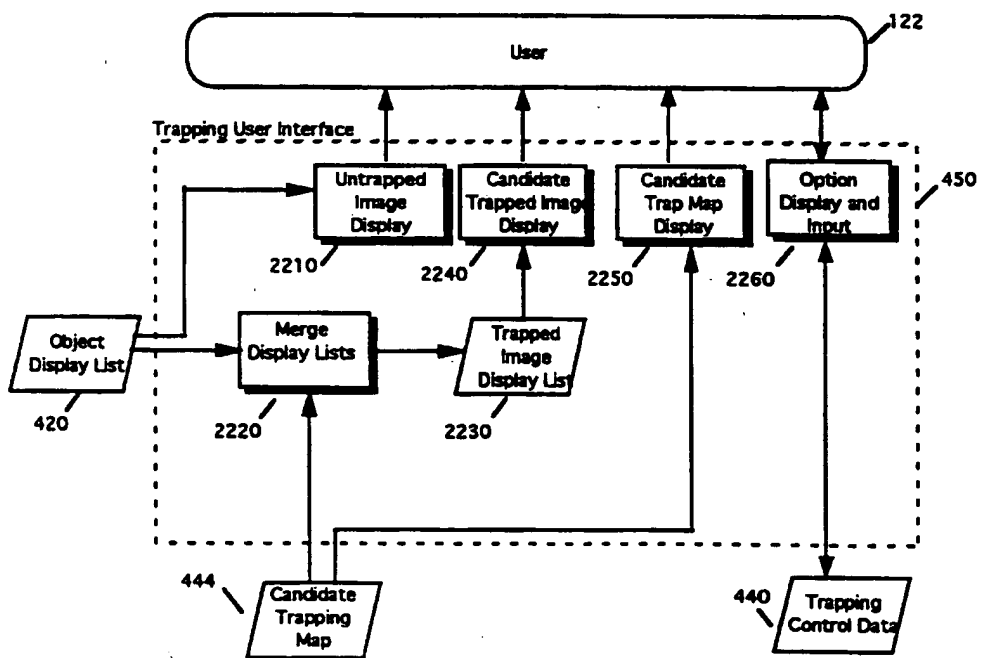 122
User
Trapping User Interface
450
Untrapped
Image
Display
Candidate
Trapped Image
Display
Candidate
Trap Map
Display
Option
Display and
Input
2210
2240
2250
2260
Object
Display List
Merge
Display Lists
Trapped
Image
Display List
420
2220
2230
444
Candidate
Trapping
Map
440
Trapping
Control Data